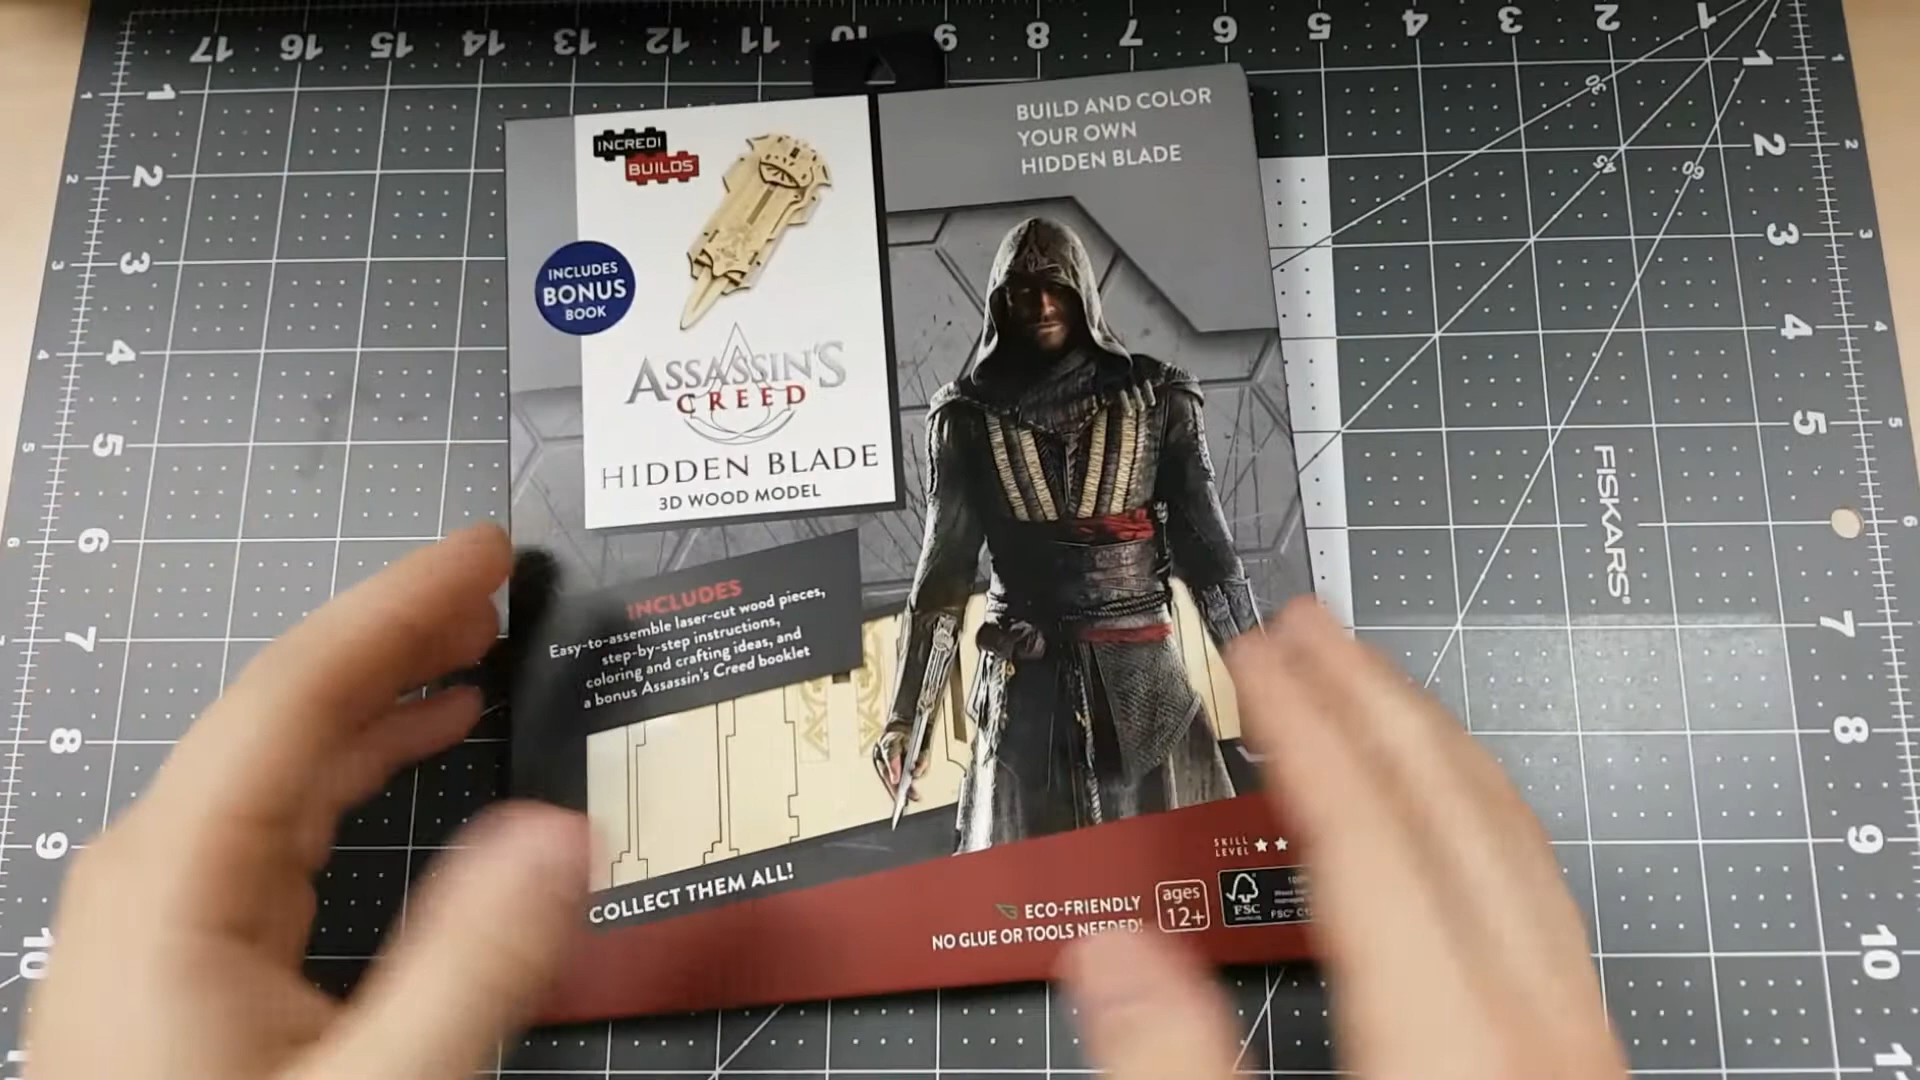 17 16 15 14 13 12 11 10 9 8 7 6 5 4 3 2 1
INCREDI
BUILDS
INCLUDES
BONUS
BOOK
ASSASSIN'S
CREED
HIDDEN BLADE
3D WOOD MODEL
BUILD AND COLOR
YOUR OWN
HIDDEN BLADE
INCLUDES
Easy-to-assemble laser-cut wood pieces,
step-by-step instructions,
coloring and crafting ideas, and
a bonus Assassin's Creed booklet
COLLECT THEM ALL!
SKILL
LEVEL
ECO-FRIENDLY
NO GLUE OR TOOLS NEEDED!
ages
12+
FSC
FISKARS®
30
45
60
1
2
3
4
5
6
7
8
9
10
1
2
3
4
5
6
7
8
9
10